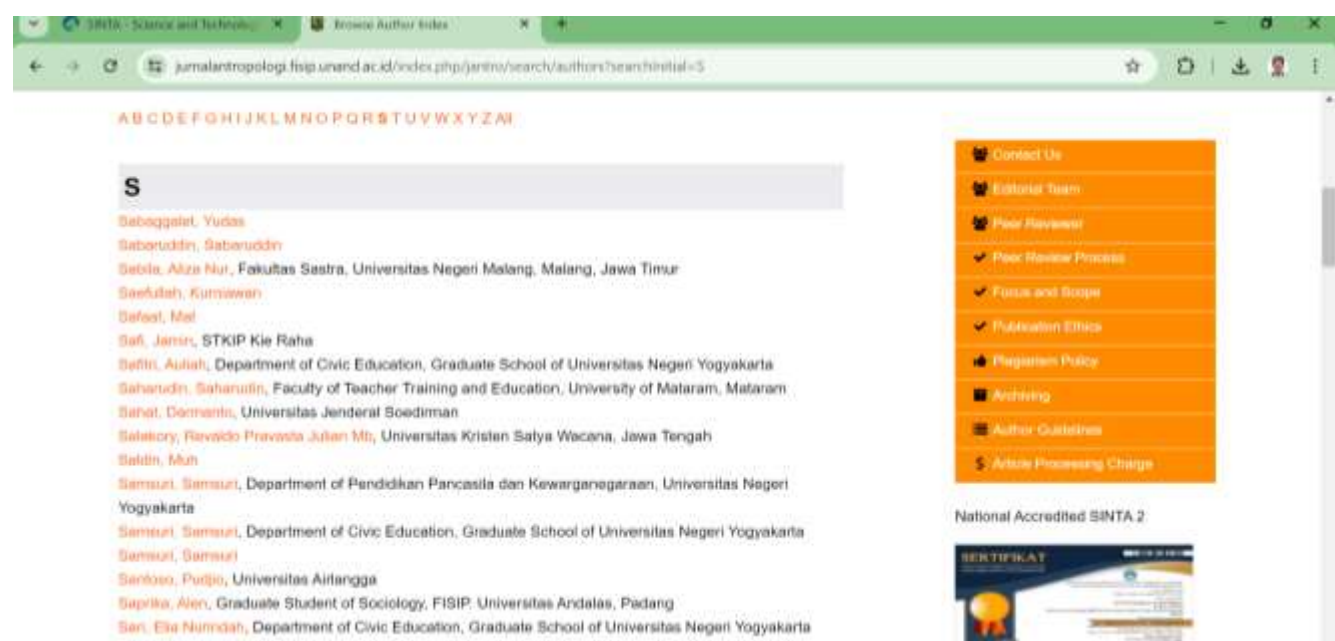 SINTA - Science and Technolog
Browse Author Index
jurnalantropologi.fisip.unand.ac.id/index.php/jantro/search/authors?searchInitial=S
A B C D E F G H I J K L M N O P Q R S T U V W X Y Z All
S
Sabaggalet, Yudas
Sabaruddin, Sabaruddin
Sabila, Aliza Nur, Fakultas Sastra, Universitas Negeri Malang, Malang, Jawa Timur
Saefullah, Kurniawan
Safaat, Mat
Safi, Jamin, STKIP Kie Raha
Safitri, Auliah, Department of Civic Education, Graduate School of Universitas Negeri Yogyakarta
Saharudin, Saharudin, Faculty of Teacher Training and Education, University of Mataram, Mataram
Sahat, Darmanto, Universitas Jenderal Soedirman
Salakory, Revaldo Pravasta Julian Mb, Universitas Kristen Satya Wacana, Jawa Tengah
Saldin, Muh
Samsuri, Samsuri, Department of Pendidikan Pancasila dan Kewarganegaraan, Universitas Negeri
Yogyakarta
Samsuri, Samsuri, Department of Civic Education, Graduate School of Universitas Negeri Yogyakarta
Samsuri, Samsuri
Santoso, Pudjio, Universitas Airlangga
Saprika, Alen, Graduate Student of Sociology, FISIP. Universitas Andalas, Padang
Sari, Elia Nurindah, Department of Civic Education, Graduate School of Universitas Negeri Yogyakarta
Contact Us
Editorial Team
Peer Reviewer
Peer Review Process
Focus and Scope
Publication Ethics
Plagiarism Policy
Archiving
Author Guidelines
Article Processing Charge
National Accredited SINTA 2
SERTIFIKAT